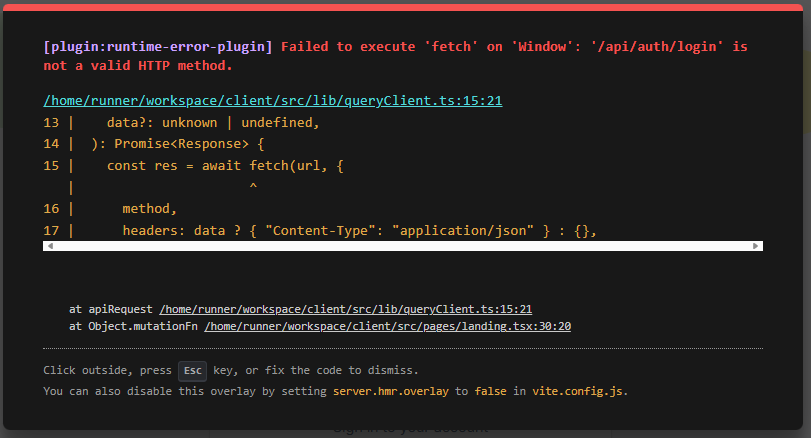 [plugin:runtime-error-plugin] Failed to execute 'fetch' on 'Window': '/api/auth/login' is
not a valid HTTP method.
/home/runner/workspace/client/src/lib/queryClient.ts:15:21
13 |    data?: unknown | undefined,
14 |  ): Promise<Response> {
15 |    const res = await fetch(url, {
   |                      ^
16 |      method,
17 |      headers: data ? { "Content-Type": "application/json" } : {},
at apiRequest /home/runner/workspace/client/src/lib/queryClient.ts:15:21
at Object.mutationFn /home/runner/workspace/client/src/pages/landing.tsx:30:20
Click outside, press Esc key, or fix the code to dismiss.
You can also disable this overlay by setting server.hmr.overlay to false in vite.config.js.